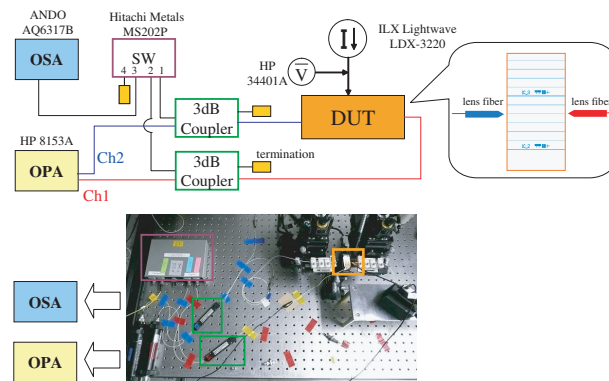 ANDO
AQ6317B
OSA
Hitachi Metals
MS202P
SW
4 3 2 1
ILX Lightwave
LDX-3220
I
HP
34401A
V
3dB
Coupler
DUT
lens fiber
lens fiber
HP 8153A
OPA
Ch2
Ch1
3dB
Coupler
termination
OSA
OPA